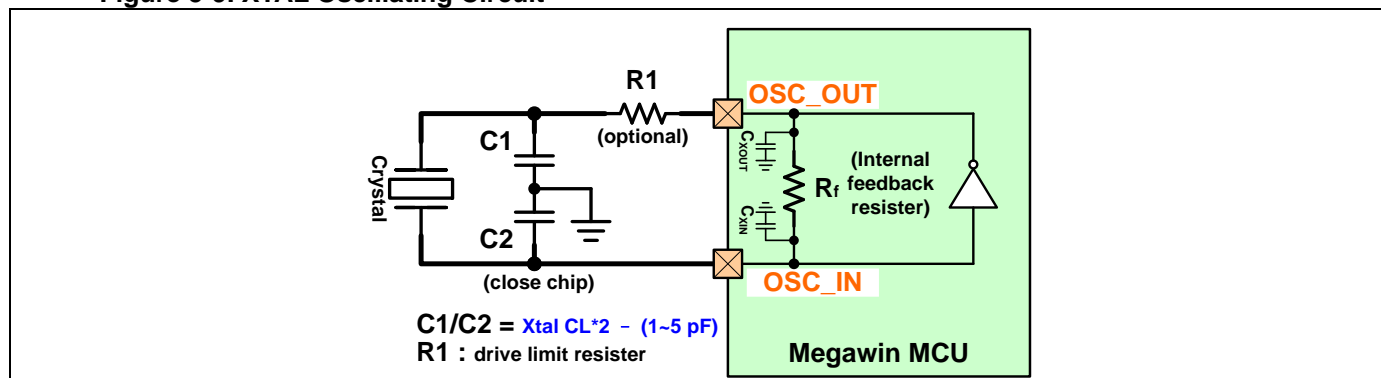 R1
(optional)
OSC_OUT
C1
CXOUT
Crystal
Rf
(Internal
feedback
resister)
C2
CXIN
(close chip)
OSC_IN
C1/C2 = Xtal CL*2 – (1~5 pF)
R1 : drive limit resister
Megawin MCU